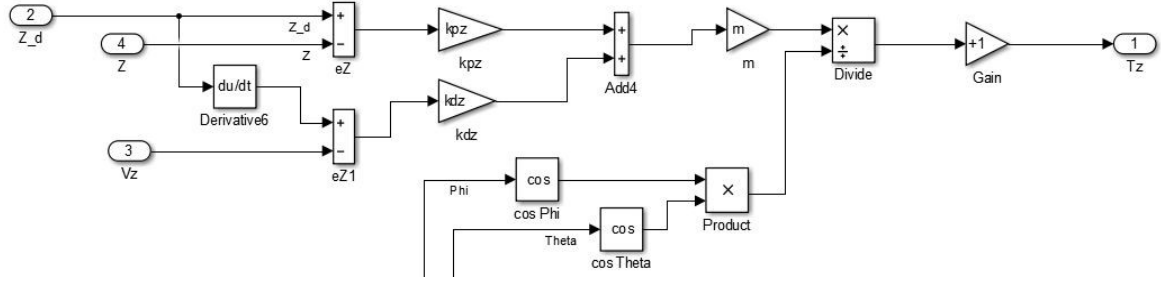 2
Z_d
4
Z
Z_d
Z
+
−
eZ
du/dt
Derivative6
3
Vz
+
−
eZ1
kpz
kpz
kdz
kdz
+
+
Add4
m
m
×
÷
Divide
+1
Gain
1
Tz
Phi
cos
cos Phi
Theta
cos
cos Theta
×
Product